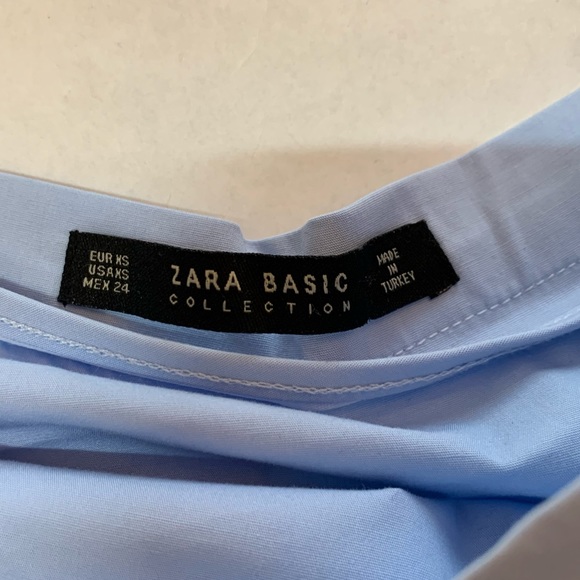 EUR XS
USA XS
MEX 24
ZARA BASIC
COLLECTION
MADE
IN
TURKEY